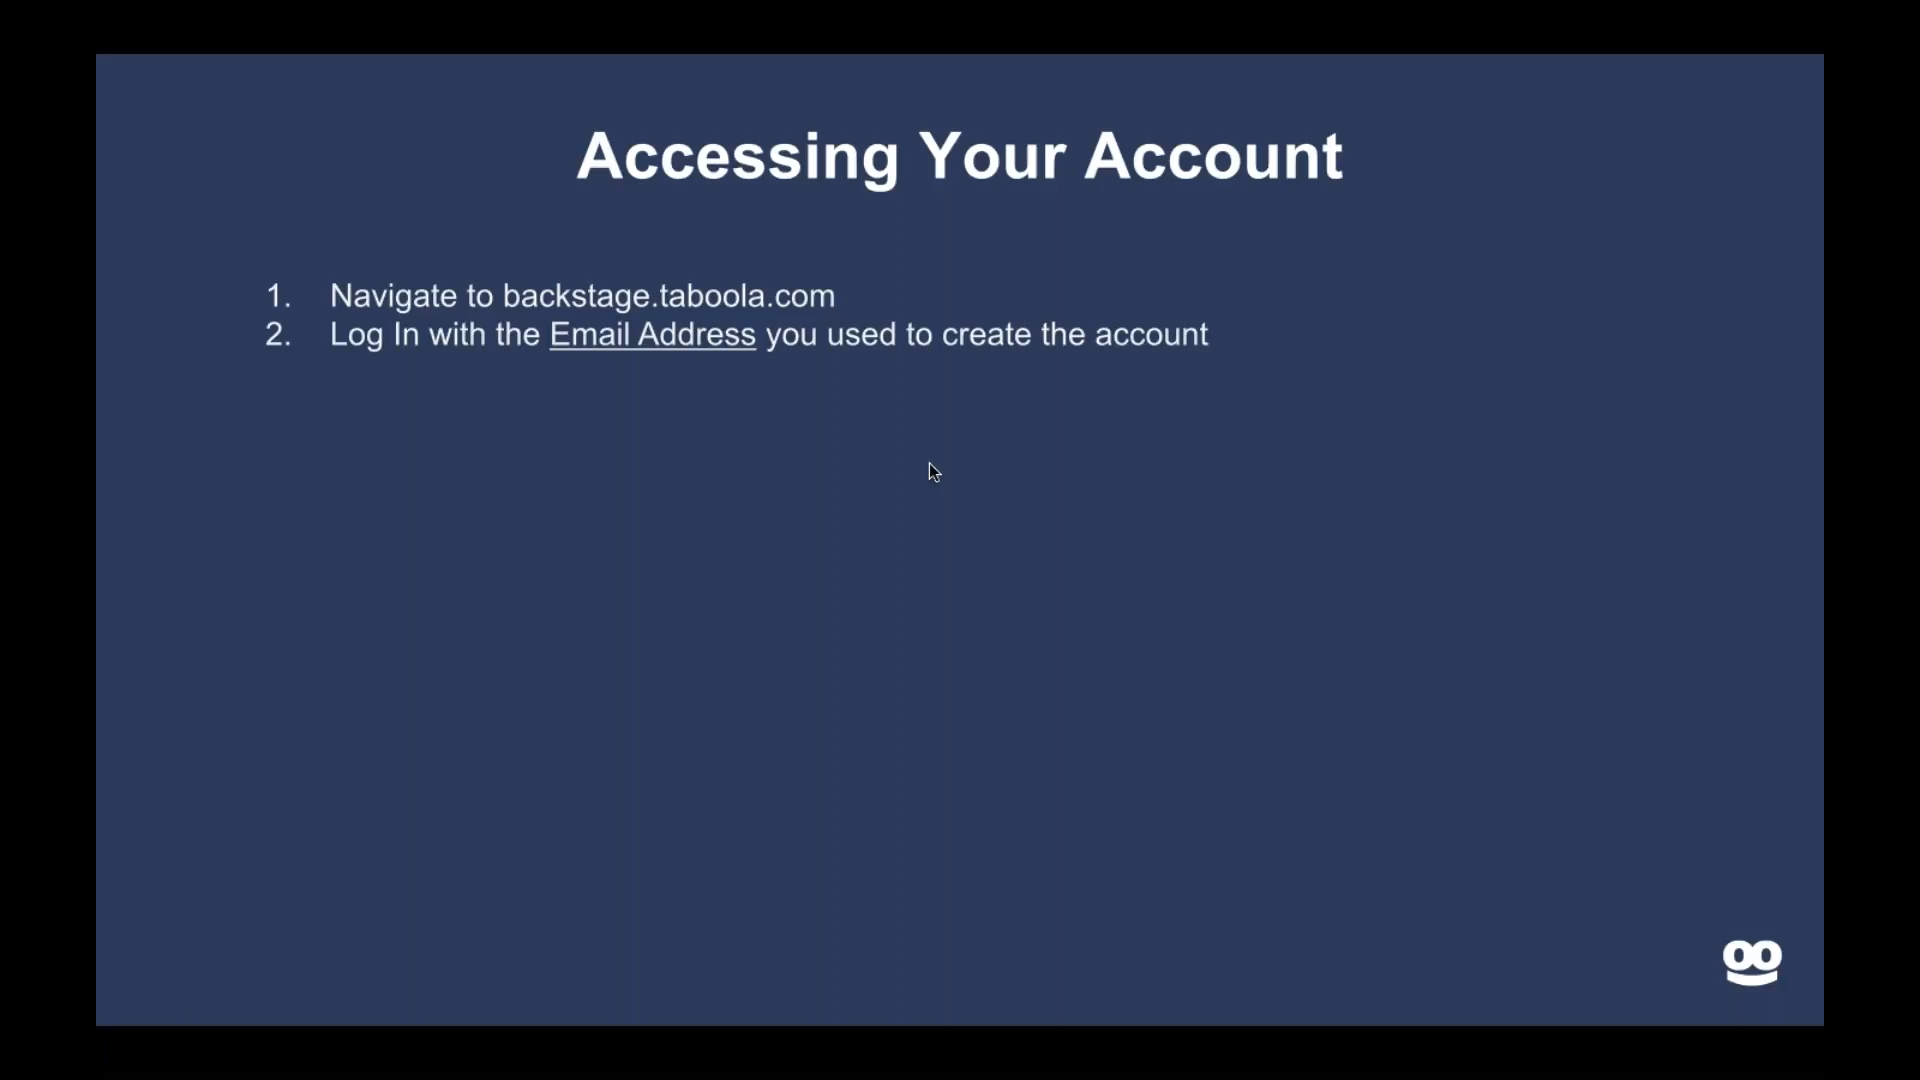 Accessing Your Account
1. Navigate to backstage.taboola.com
2. Log In with the Email Address you used to create the account